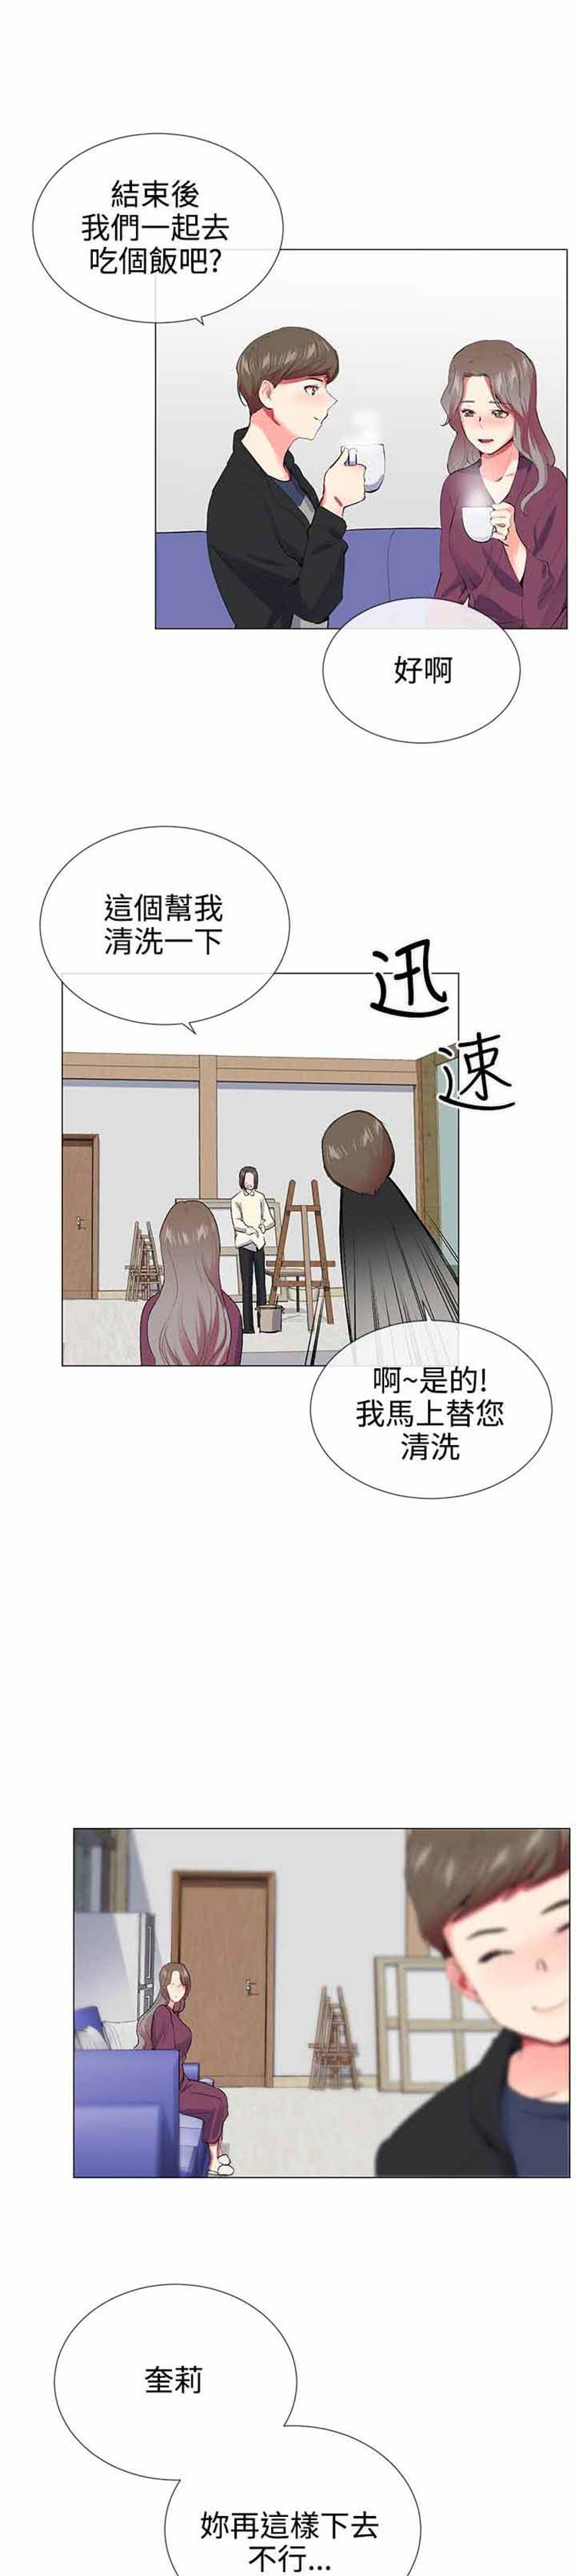 結束後
我們一起去
吃個飯吧?
好啊
這個幫我
清洗一下
迅
速
啊~是的!
我馬上替您
清洗
奎莉
妳再這樣下去
不行...